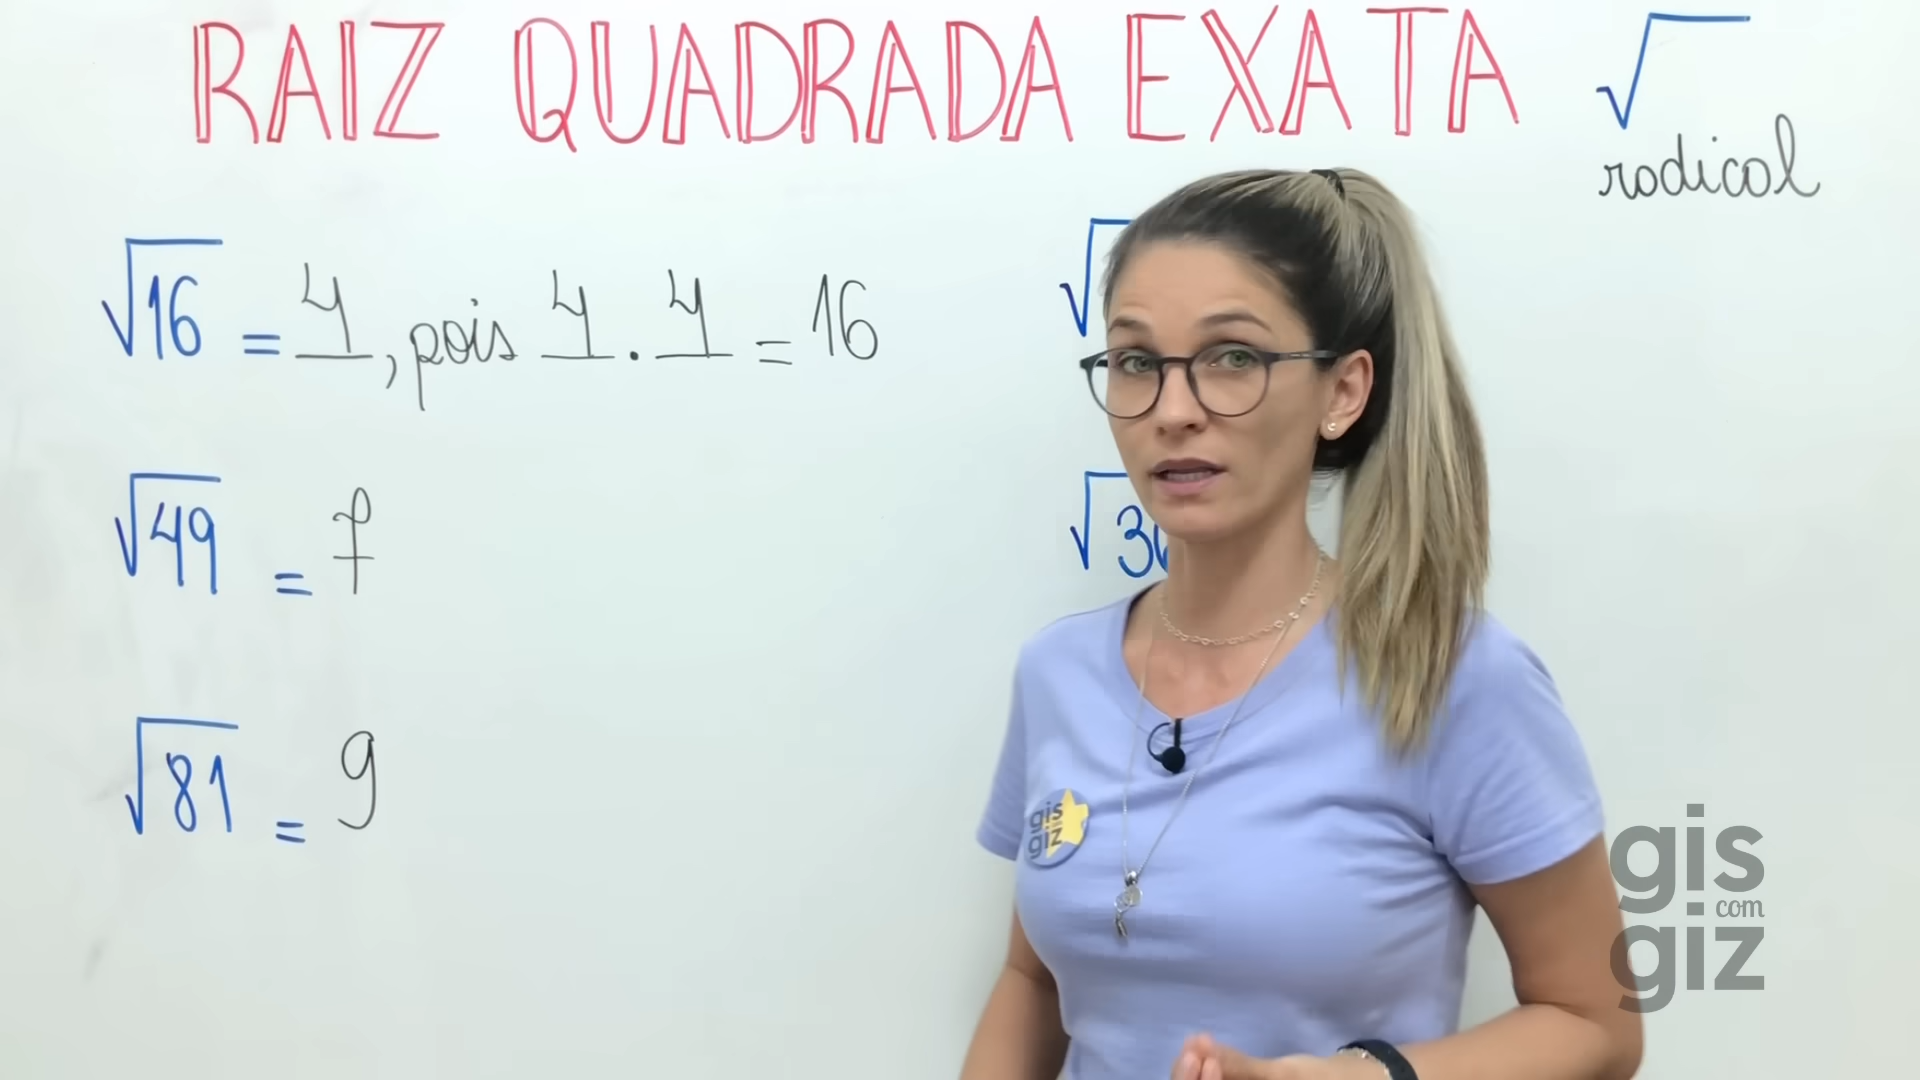 RAIZ QUADRADA EXATA √
radical
√16 = 4, pois 4 . 4 = 16
√49 = 7
√36
√81 = 9
gis
giz
gis
com
giz